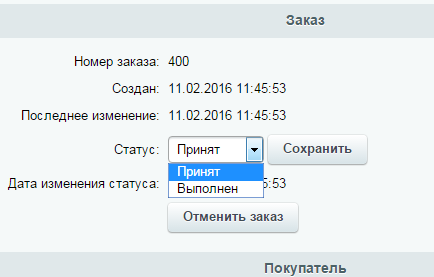 Заказ
Номер заказа: 400
Создан: 11.02.2016 11:45:53
Последнее изменение: 11.02.2016 11:45:53
Статус: Принят Сохранить
Принят
Дата изменения статуса: Выполнен 5:53
Отменить заказ
Покупатель